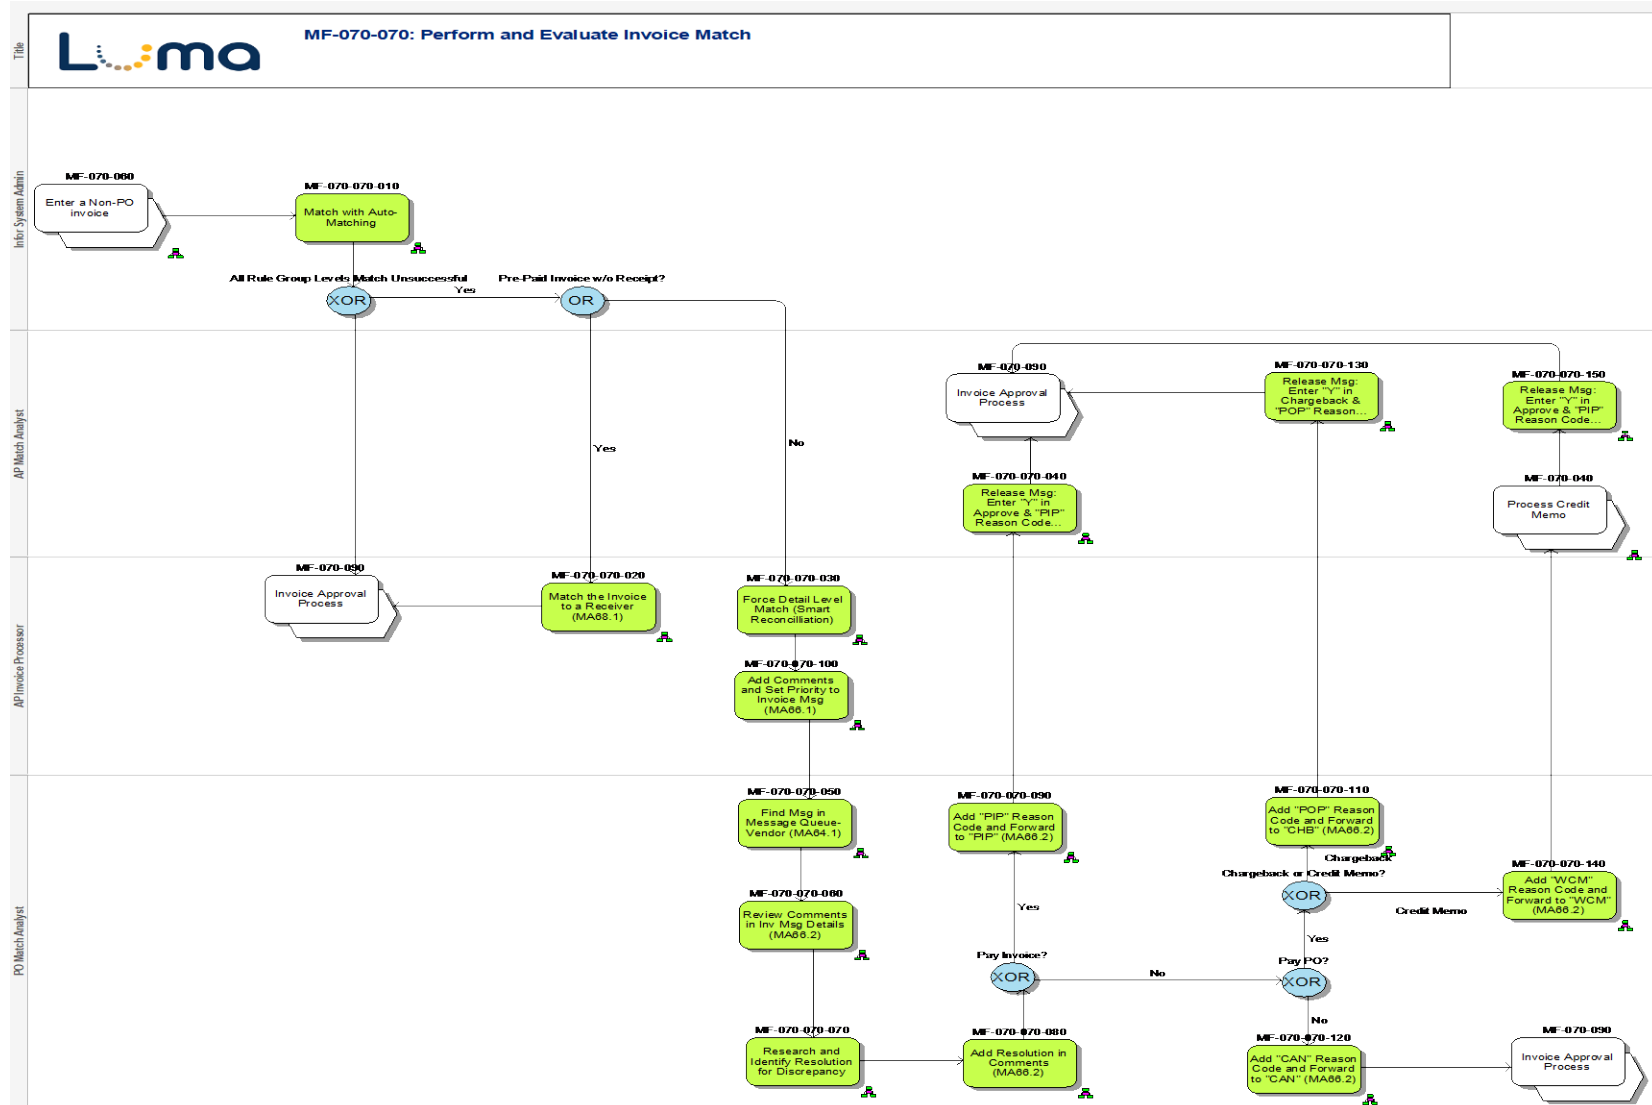 Title
Luma
MF-070-070: Perform and Evaluate Invoice Match
Infor System Admin
MF-070-060
Enter a Non-PO
invoice
MF-070-070-010
Match with Auto-
Matching
All Rule Group Levels Match Unsuccessful
Yes
XOR
Pre-Paid Invoice w/o Receipt?
OR
AP Match Analyst
Yes
No
MF-070-090
Invoice Approval
Process
MF-070-070-130
Release Msg:
Enter "Y" in
Chargeback &
"POP" Reason...
MF-070-070-150
Release Msg:
Enter "Y" in
Approve & "PIP"
Reason Code...
MF-070-070-040
Release Msg:
Enter "Y" in
Approve & "PIP"
Reason Code...
MF-070-040
Process Credit
Memo
AP Invoice Processor
MF-070-090
Invoice Approval
Process
MF-070-070-020
Match the Invoice
to a Receiver
(MA68.1)
MF-070-070-030
Force Detail Level
Match (Smart
Reconcilliation)
MF-070-070-100
Add Comments
and Set Priority to
Invoice Msg
(MA66.1)
PO Match Analyst
MF-070-070-050
Find Msg in
Message Queue-
Vendor (MA64.1)
MF-070-070-090
Add "PIP" Reason
Code and Forward
to "PIP" (MA66.2)
MF-070-070-110
Add "POP" Reason
Code and Forward
to "CHB" (MA66.2)
Chargeback
Chargeback or Credit Memo?
XOR
Credit Memo
MF-070-070-140
Add "WCM"
Reason Code and
Forward to "WCM"
(MA66.2)
MF-070-070-060
Review Comments
in Inv Msg Details
(MA66.2)
Yes
Pay Invoice?
XOR
No
Yes
Pay PO?
XOR
No
MF-070-070-070
Research and
Identify Resolution
for Discrepancy
MF-070-070-080
Add Resolution in
Comments
(MA66.2)
MF-070-070-120
Add "CAN" Reason
Code and Forward
to "CAN" (MA66.2)
MF-070-090
Invoice Approval
Process